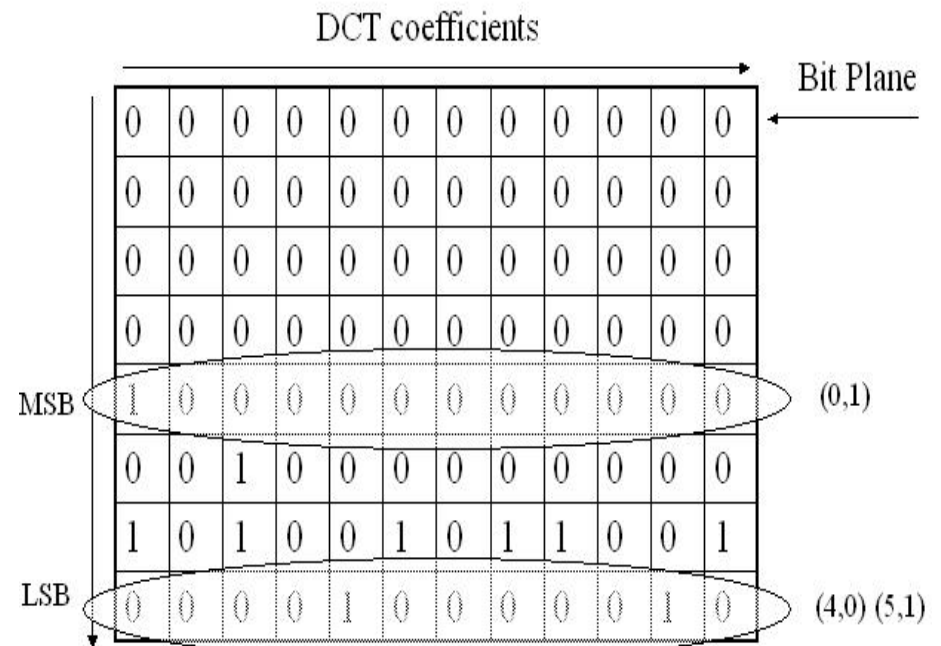 DCT coefficients
Bit Plane
0 0 0 0 0 0 0 0 0 0 0 0
0 0 0 0 0 0 0 0 0 0 0 0
0 0 0 0 0 0 0 0 0 0 0 0
0 0 0 0 0 0 0 0 0 0 0 0
MSB 1 0 0 0 0 0 0 0 0 0 0 0 (0,1)
0 0 1 0 0 0 0 0 0 0 0 0
1 0 1 0 0 1 0 1 1 0 0 1
LSB 0 0 0 0 1 0 0 0 0 0 1 0 (4,0) (5,1)